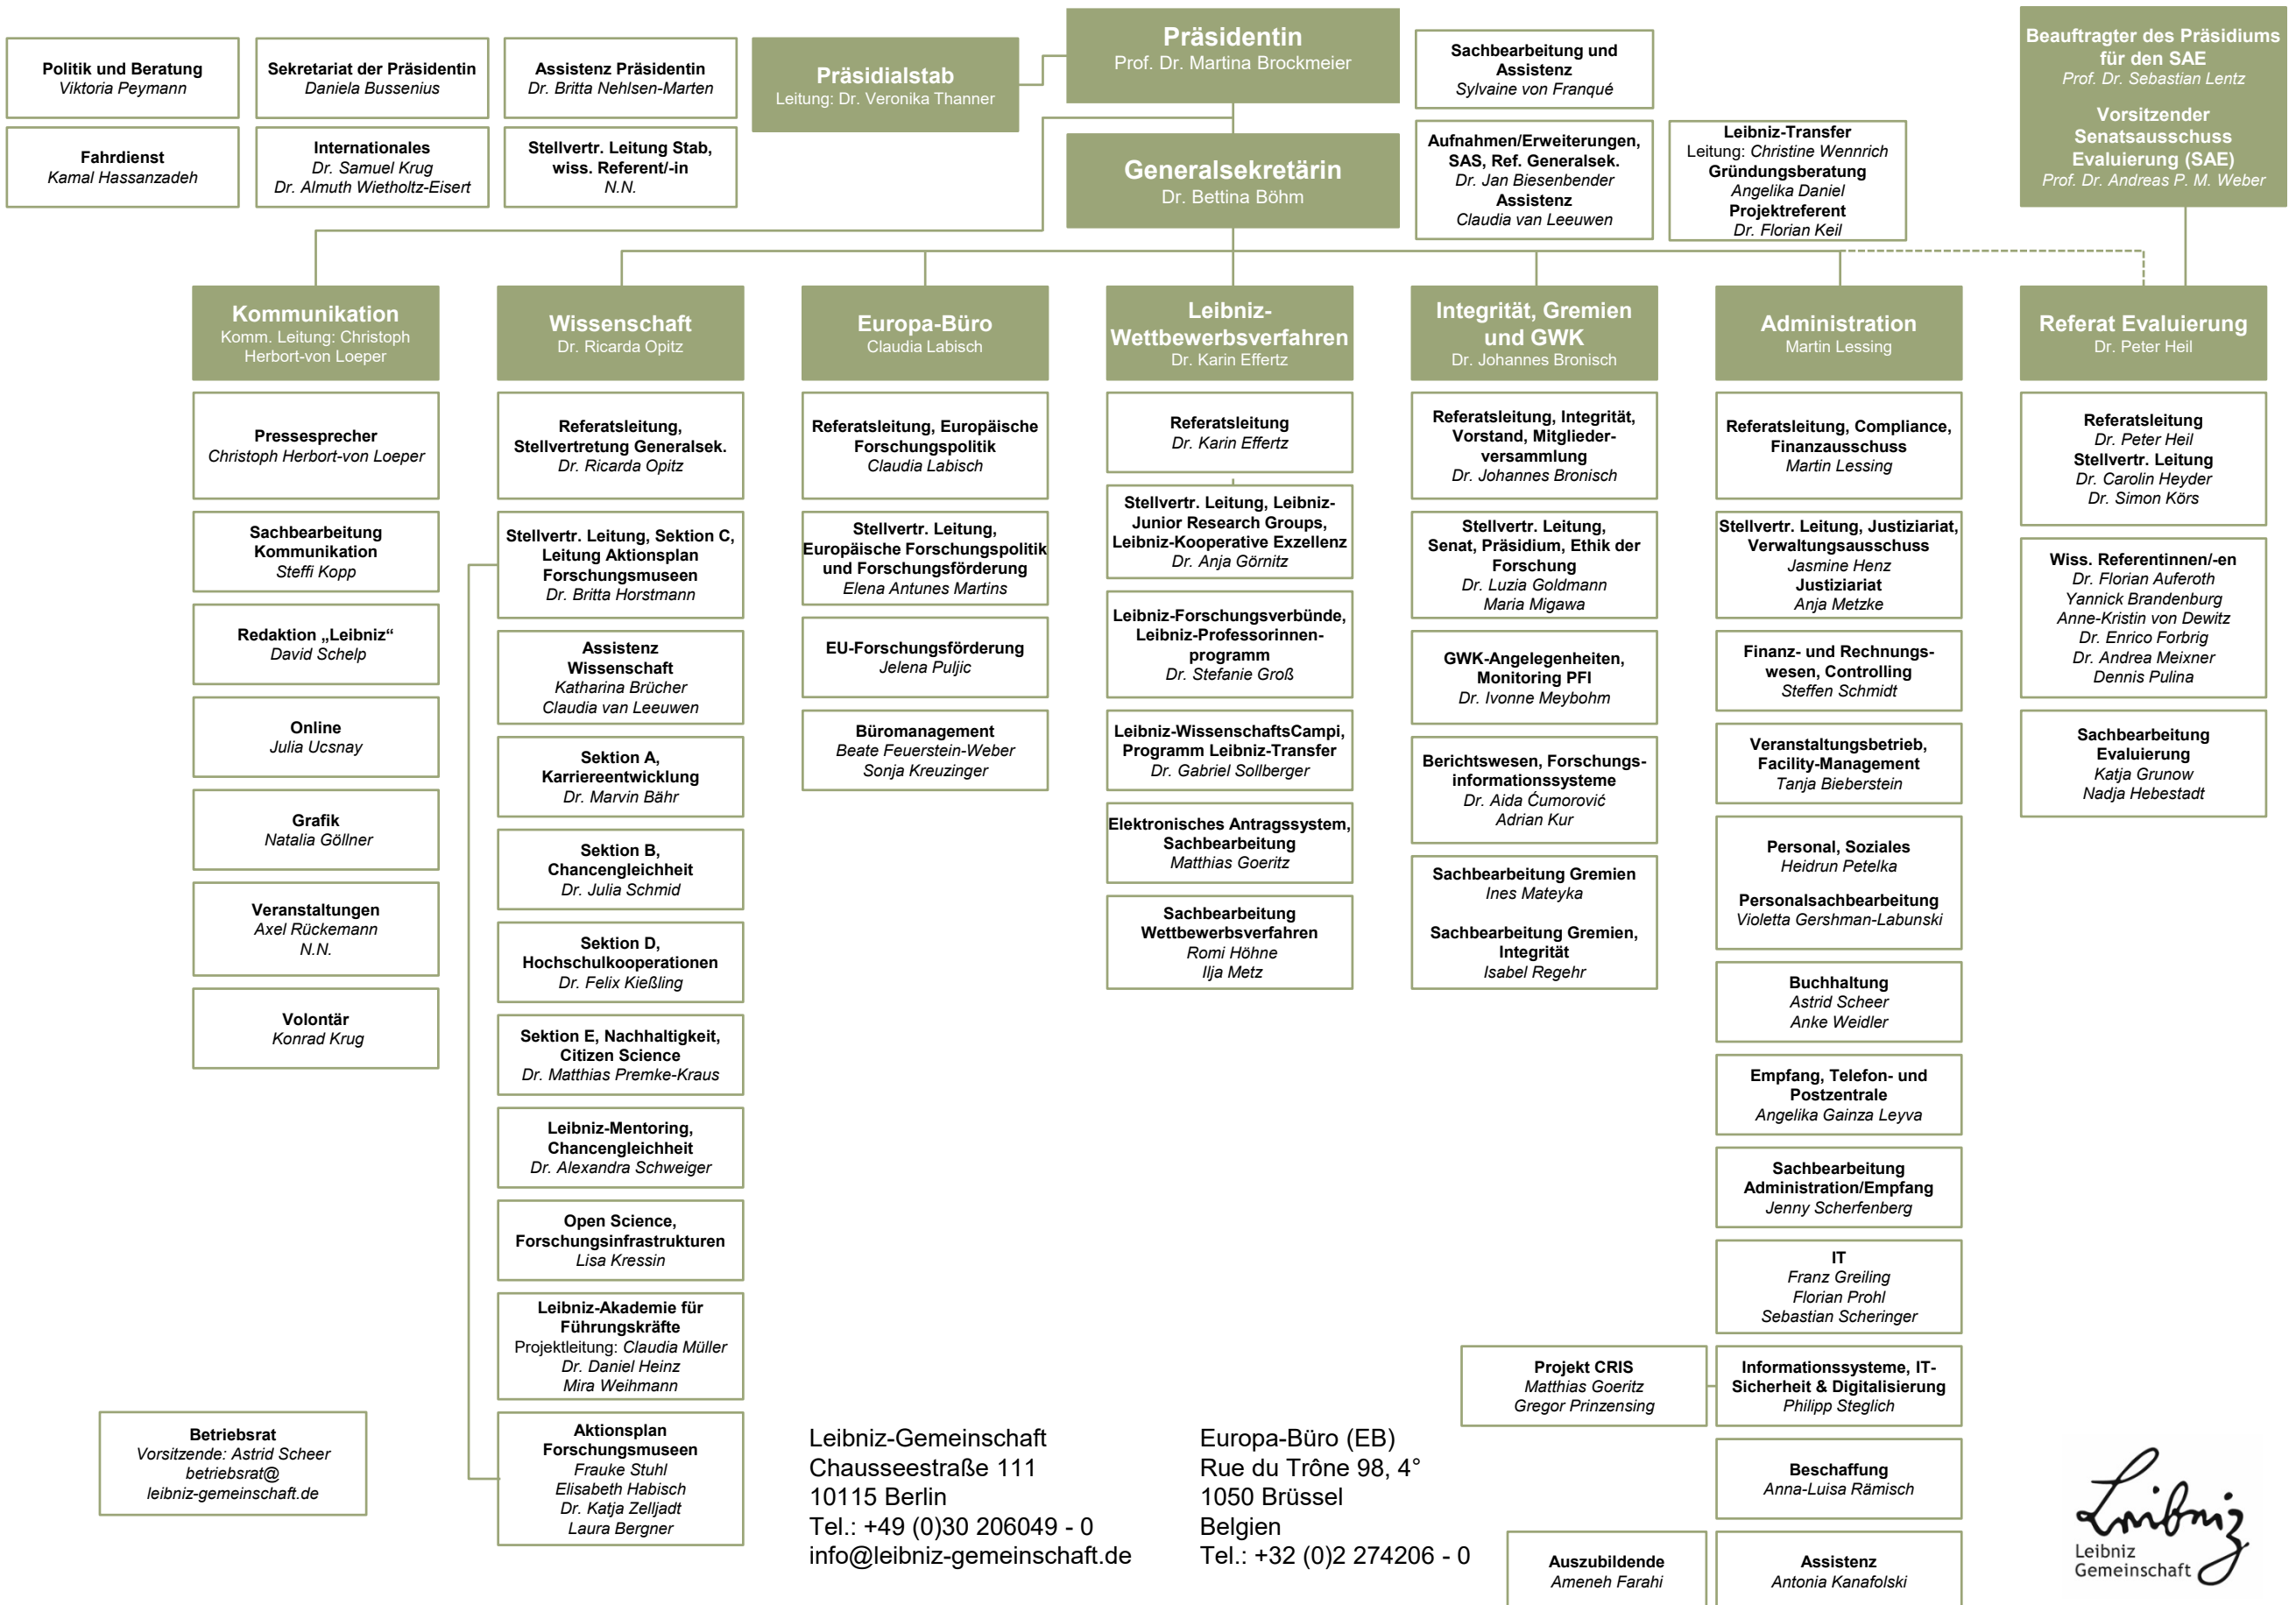 Politik und Beratung
Viktoria Peymann
Sekretariat der Präsidentin
Daniela Bussenius
Assistenz Präsidentin
Dr. Britta Nehlsen-Marten
Fahrdienst
Kamal Hassanzadeh
Internationales
Dr. Samuel Krug
Dr. Almuth Wietholtz-Eisert
Stellvertr. Leitung Stab,
wiss. Referent/-in
N.N.
Präsidialstab
Leitung: Dr. Veronika Thanner
Präsidentin
Prof. Dr. Martina Brockmeier
Generalsekretärin
Dr. Bettina Böhm
Sachbearbeitung und
Assistenz
Sylvaine von Franqué
Aufnahmen/Erweiterungen,
SAS, Ref. Generalsek.
Dr. Jan Biesenbender
Assistenz
Claudia van Leeuwen
Leibniz-Transfer
Leitung: Christine Wennrich
Gründungsberatung
Angelika Daniel
Projektreferent
Dr. Florian Keil
Beauftragter des Präsidiums
für den SAE
Prof. Dr. Sebastian Lentz
Vorsitzender
Senatsausschuss
Evaluierung (SAE)
Prof. Dr. Andreas P. M. Weber
Kommunikation
Komm. Leitung: Christoph
Herbort-von Loeper
Pressesprecher
Christoph Herbort-von Loeper
Sachbearbeitung
Kommunikation
Steffi Kopp
Redaktion „Leibniz“
David Schelp
Online
Julia Ucsnay
Grafik
Natalia Göllner
Veranstaltungen
Axel Rückemann
N.N.
Volontär
Konrad Krug
Wissenschaft
Dr. Ricarda Opitz
Referatsleitung,
Stellvertretung Generalsek.
Dr. Ricarda Opitz
Stellvertr. Leitung, Sektion C,
Leitung Aktionsplan
Forschungsmuseen
Dr. Britta Horstmann
Assistenz
Wissenschaft
Katharina Brücher
Claudia van Leeuwen
Sektion A,
Karriereentwicklung
Dr. Marvin Bähr
Sektion B,
Chancengleichheit
Dr. Julia Schmid
Sektion D,
Hochschulkooperationen
Dr. Felix Kießling
Sektion E, Nachhaltigkeit,
Citizen Science
Dr. Matthias Premke-Kraus
Leibniz-Mentoring,
Chancengleichheit
Dr. Alexandra Schweiger
Open Science,
Forschungsinfrastrukturen
Lisa Kressin
Leibniz-Akademie für
Führungskräfte
Projektleitung: Claudia Müller
Dr. Daniel Heinz
Mira Weihmann
Aktionsplan
Forschungsmuseen
Frauke Stuhl
Elisabeth Habisch
Dr. Katja Zelljadt
Laura Bergner
Europa-Büro
Claudia Labisch
Referatsleitung, Europäische
Forschungspolitik
Claudia Labisch
Stellvertr. Leitung,
Europäische Forschungspolitik
und Forschungsförderung
Elena Antunes Martins
EU-Forschungsförderung
Jelena Puljic
Büromanagement
Beate Feuerstein-Weber
Sonja Kreuzinger
Leibniz-
Wettbewerbsverfahren
Dr. Karin Effertz
Referatsleitung
Dr. Karin Effertz
Stellvertr. Leitung, Leibniz-
Junior Research Groups,
Leibniz-Kooperative Exzellenz
Dr. Anja Görnitz
Leibniz-Forschungsverbünde,
Leibniz-Professorinnen-
programm
Dr. Stefanie Groß
Leibniz-WissenschaftsCampi,
Programm Leibniz-Transfer
Dr. Gabriel Sollberger
Elektronisches Antragssystem,
Sachbearbeitung
Matthias Goeritz
Sachbearbeitung
Wettbewerbsverfahren
Romi Höhne
Ilja Metz
Integrität, Gremien
und GWK
Dr. Johannes Bronisch
Referatsleitung, Integrität,
Vorstand, Mitglieder-
versammlung
Dr. Johannes Bronisch
Stellvertr. Leitung,
Senat, Präsidium, Ethik der
Forschung
Dr. Luzia Goldmann
Maria Migawa
GWK-Angelegenheiten,
Monitoring PFI
Dr. Ivonne Meybohm
Berichtswesen, Forschungs-
informationssysteme
Dr. Aida Ćumorović
Adrian Kur
Sachbearbeitung Gremien
Ines Mateyka
Sachbearbeitung Gremien,
Integrität
Isabel Regehr
Administration
Martin Lessing
Referatsleitung, Compliance,
Finanzausschuss
Martin Lessing
Stellvertr. Leitung, Justiziariat,
Verwaltungsausschuss
Jasmine Henz
Justiziariat
Anja Metzke
Finanz- und Rechnungs-
wesen, Controlling
Steffen Schmidt
Veranstaltungsbetrieb,
Facility-Management
Tanja Bieberstein
Personal, Soziales
Heidrun Petelka
Personalsachbearbeitung
Violetta Gershman-Labunski
Buchhaltung
Astrid Scheer
Anke Weidler
Empfang, Telefon- und
Postzentrale
Angelika Gainza Leyva
Sachbearbeitung
Administration/Empfang
Jenny Scherfenberg
IT
Franz Greiling
Florian Prohl
Sebastian Scheringer
Projekt CRIS
Matthias Goeritz
Gregor Prinzensing
Informationssysteme, IT-
Sicherheit & Digitalisierung
Philipp Steglich
Beschaffung
Anna-Luisa Rämisch
Auszubildende
Ameneh Farahi
Assistenz
Antonia Kanafolski
Referat Evaluierung
Dr. Peter Heil
Referatsleitung
Dr. Peter Heil
Stellvertr. Leitung
Dr. Carolin Heyder
Dr. Simon Körs
Wiss. Referentinnen/-en
Dr. Florian Auferoth
Yannick Brandenburg
Anne-Kristin von Dewitz
Dr. Enrico Forbrig
Dr. Andrea Meixner
Dennis Pulina
Sachbearbeitung
Evaluierung
Katja Grunow
Nadja Hebestadt
Betriebsrat
Vorsitzende: Astrid Scheer
betriebsrat@
leibniz-gemeinschaft.de
Leibniz-Gemeinschaft
Chausseestraße 111
10115 Berlin
Tel.: +49 (0)30 206049 - 0
info@leibniz-gemeinschaft.de
Europa-Büro (EB)
Rue du Trône 98, 4°
1050 Brüssel
Belgien
Tel.: +32 (0)2 274206 - 0
Leibniz
Leibniz
Gemeinschaft